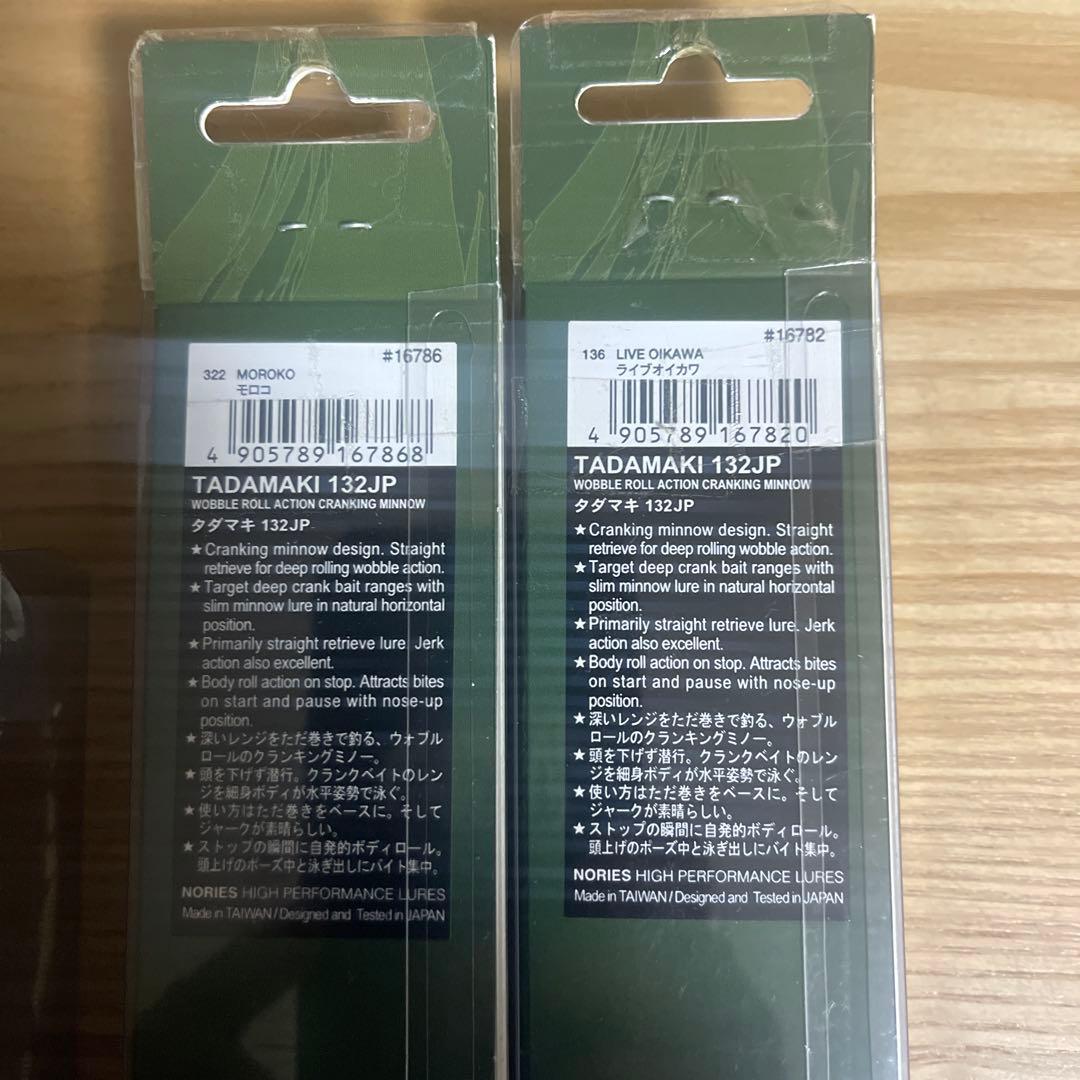 #16786
322 MOROKO
モロコ
4 905789 167868
TADAMAKI 132JP
WOBBLE ROLL ACTION CRANKING MINNOW
タダマキ 132JP
★Cranking minnow design. Straight
retrieve for deep rolling wobble action.
★Target deep crank bait ranges with
slim minnow lure in natural horizontal
position.
★Primarily straight retrieve lure. Jerk
action also excellent.
★Body roll action on stop. Attracts bites
on start and pause with nose-up
position.
★深いレンジをただ巻きで釣る、ウォブル
ロールのクランキングミノー。
★頭を下げず潜行。クランクベイトのレン
ジを細身ボディが水平姿勢で泳ぐ。
★使い方はただ巻きをベースに。そして
ジャークが素晴らしい。
★ストップの瞬間に自発的ボディロール。
頭上げのポーズ中と泳ぎ出しにバイト集中。
NORIES HIGH PERFORMANCE LURES
Made in TAIWAN / Designed and Tested in JAPAN
#16782
136 LIVE OIKAWA
ライブオイカワ
4 905789 167820
TADAMAKI 132JP
WOBBLE ROLL ACTION CRANKING MINNOW
タダマキ 132JP
★Cranking minnow design. Straight
retrieve for deep rolling wobble action.
★Target deep crank bait ranges with
slim minnow lure in natural horizontal
position.
★Primarily straight retrieve lure. Jerk
action also excellent.
★Body roll action on stop. Attracts bites
on start and pause with nose-up
position.
★深いレンジをただ巻きで釣る、ウォブル
ロールのクランキングミノー。
★頭を下げず潜行。クランクベイトのレン
ジを細身ボディが水平姿勢で泳ぐ。
★使い方はただ巻きをベースに。そして
ジャークが素晴らしい。
★ストップの瞬間に自発的ボディロール。
頭上げのポーズ中と泳ぎ出しにバイト集中。
NORIES HIGH PERFORMANCE LURES
Made in TAIWAN / Designed and Tested in JAPAN